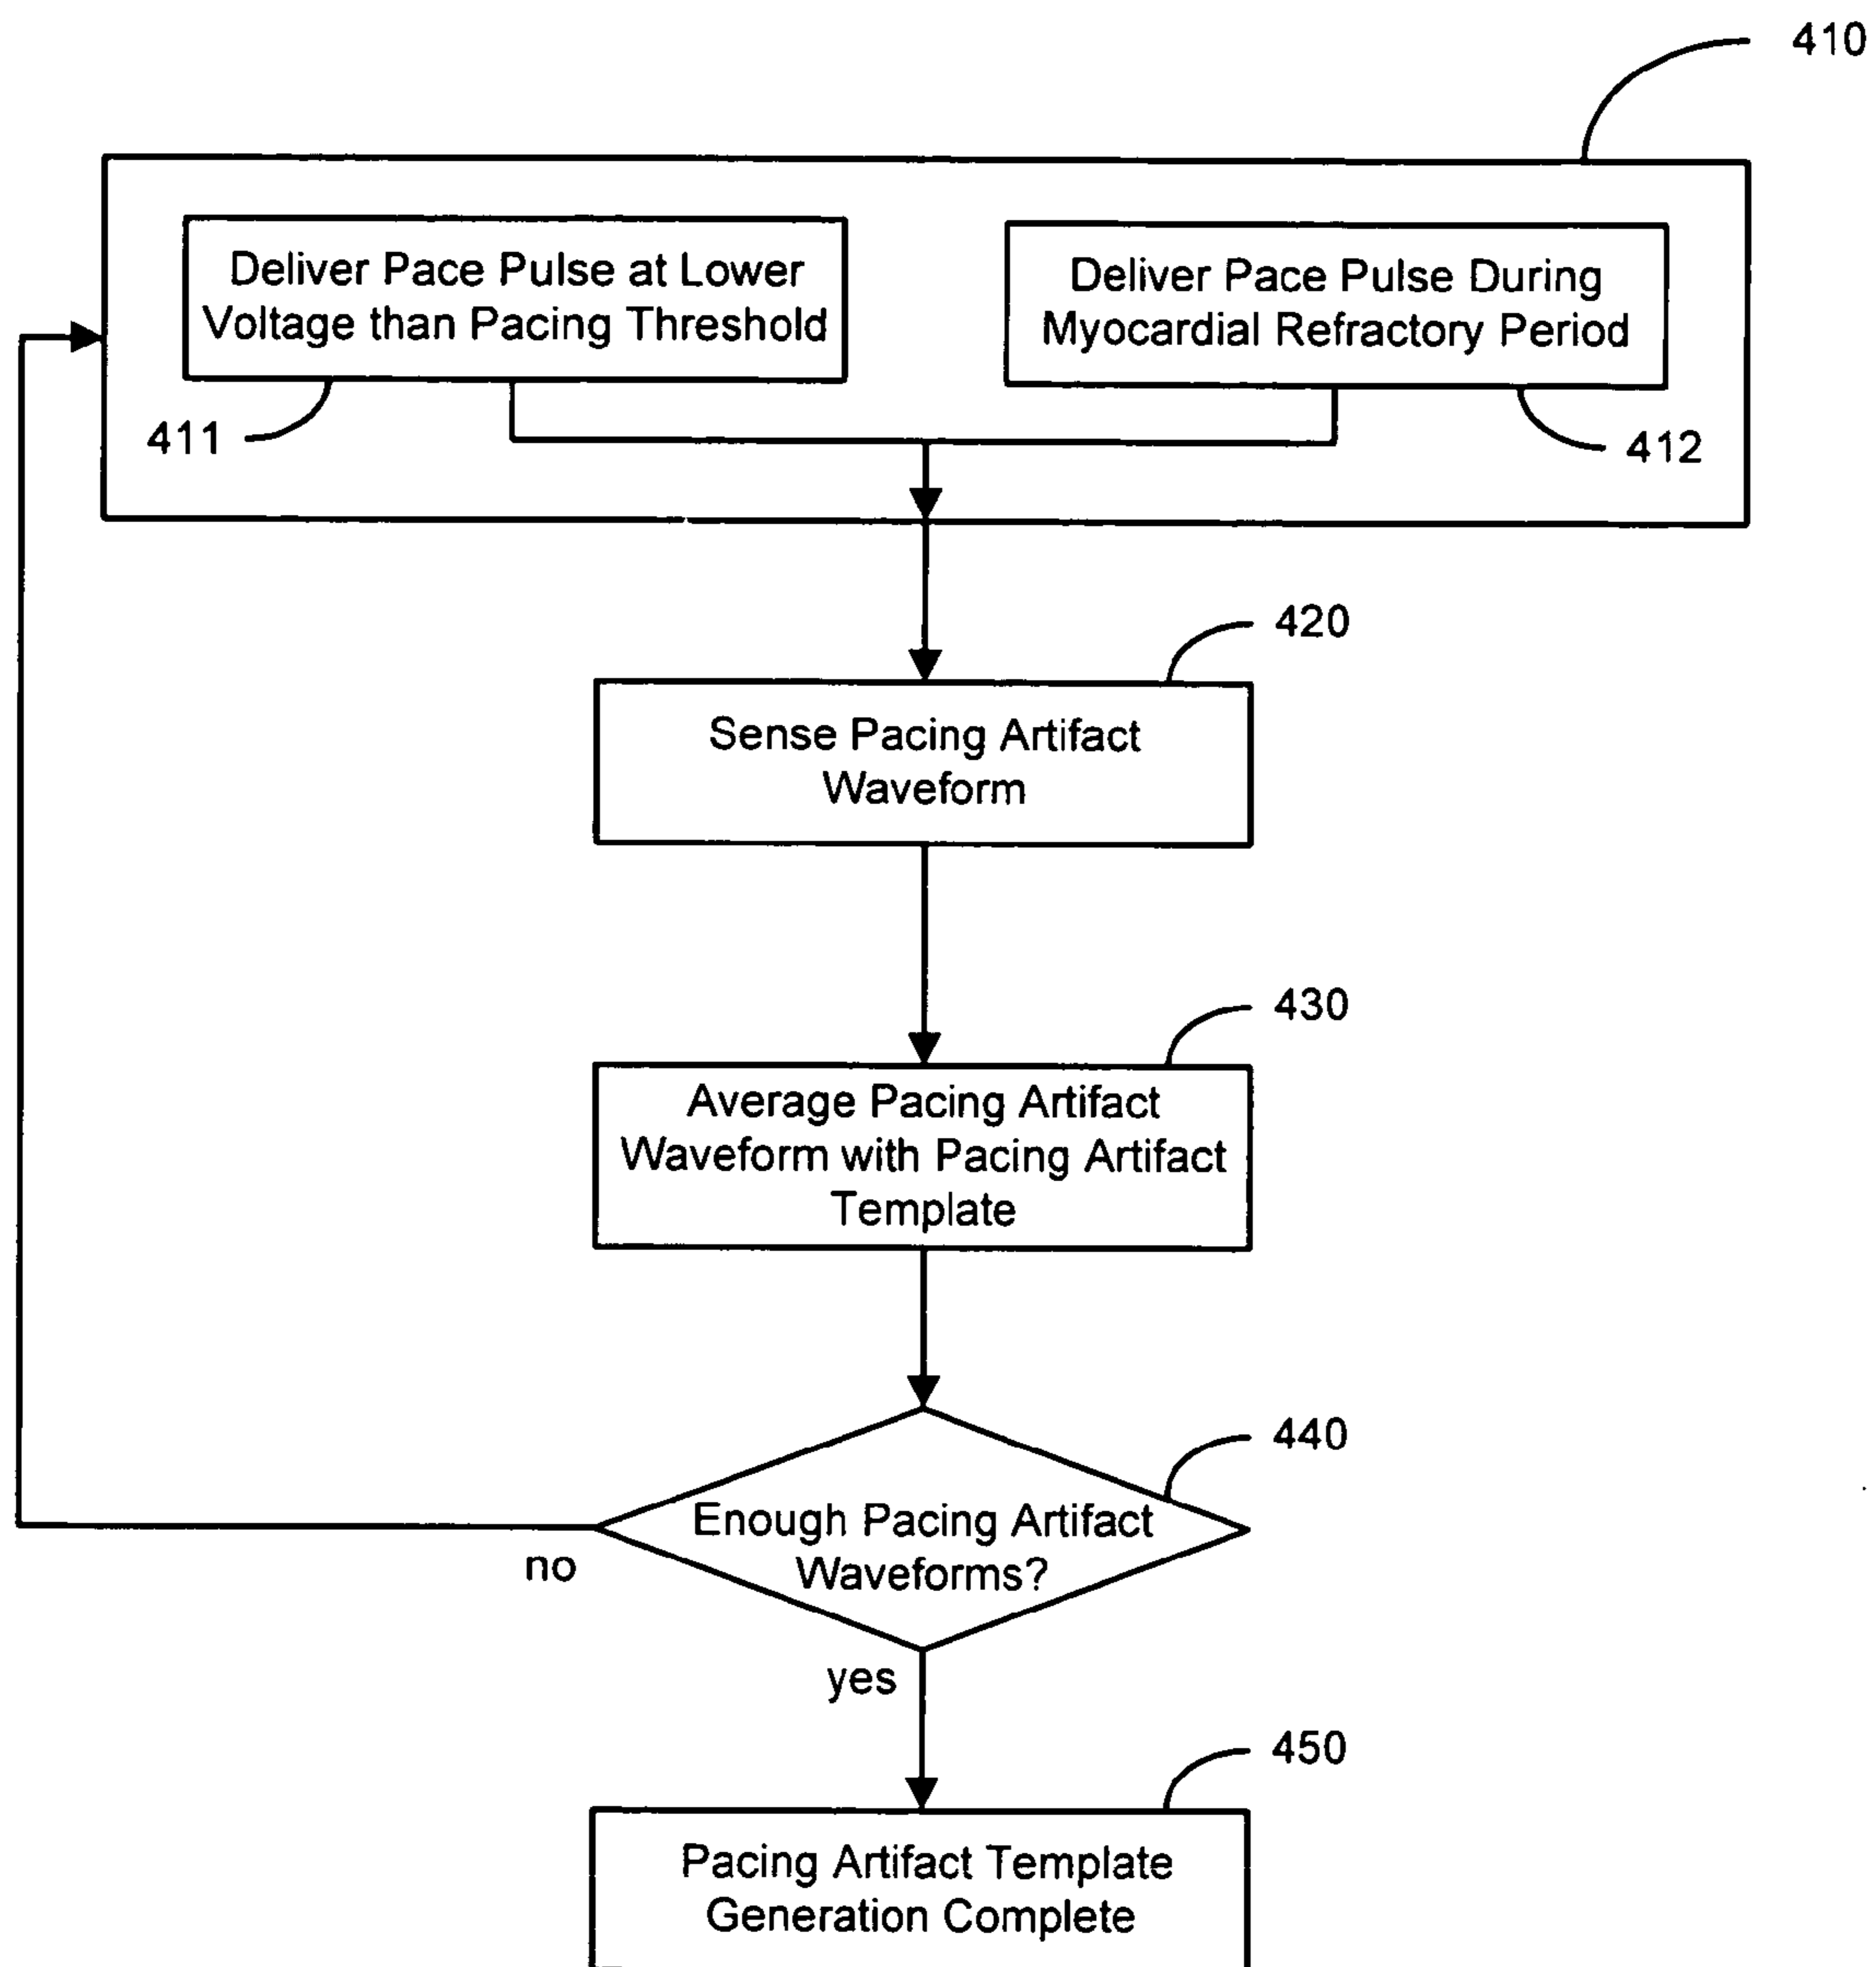 410
Deliver Pace Pulse at Lower
Voltage than Pacing Threshold
Deliver Pace Pulse During
Myocardial Refractory Period
411
412
420
Sense Pacing Artifact
Waveform
430
Average Pacing Artifact
Waveform with Pacing Artifact
Template
440
Enough Pacing Artifact
Waveforms?
no
yes
450
Pacing Artifact Template
Generation Complete